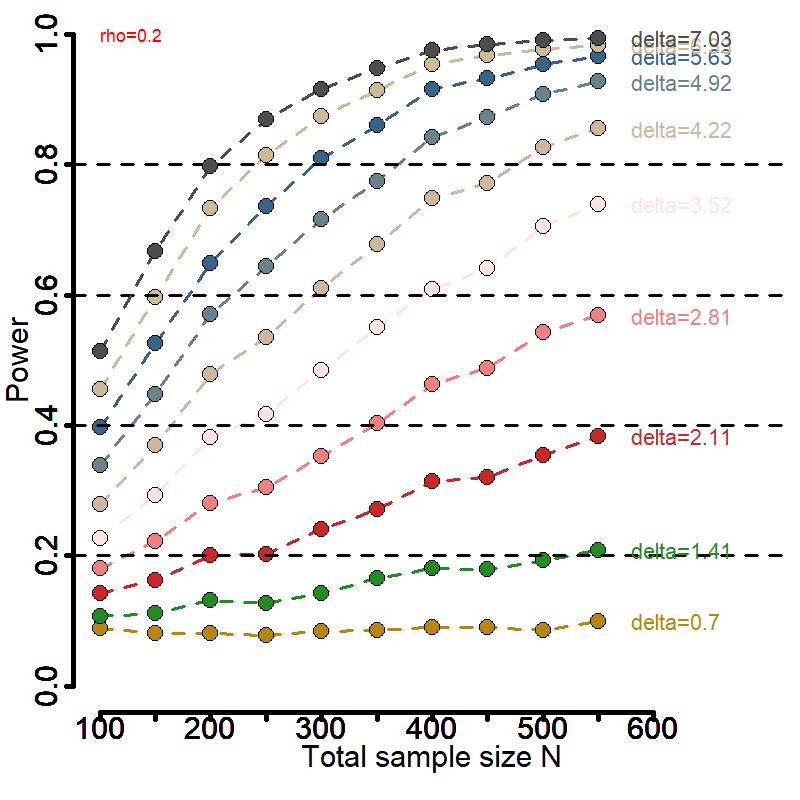 rho=0.2
delta=7.03
delta=5.63
delta=4.92
delta=4.22
delta=3.52
delta=2.81
delta=2.11
delta=1.41
delta=0.7
1.0
0.8
0.6
0.4
0.2
0.0
Power
100 200 300 400 500 600
Total sample size N